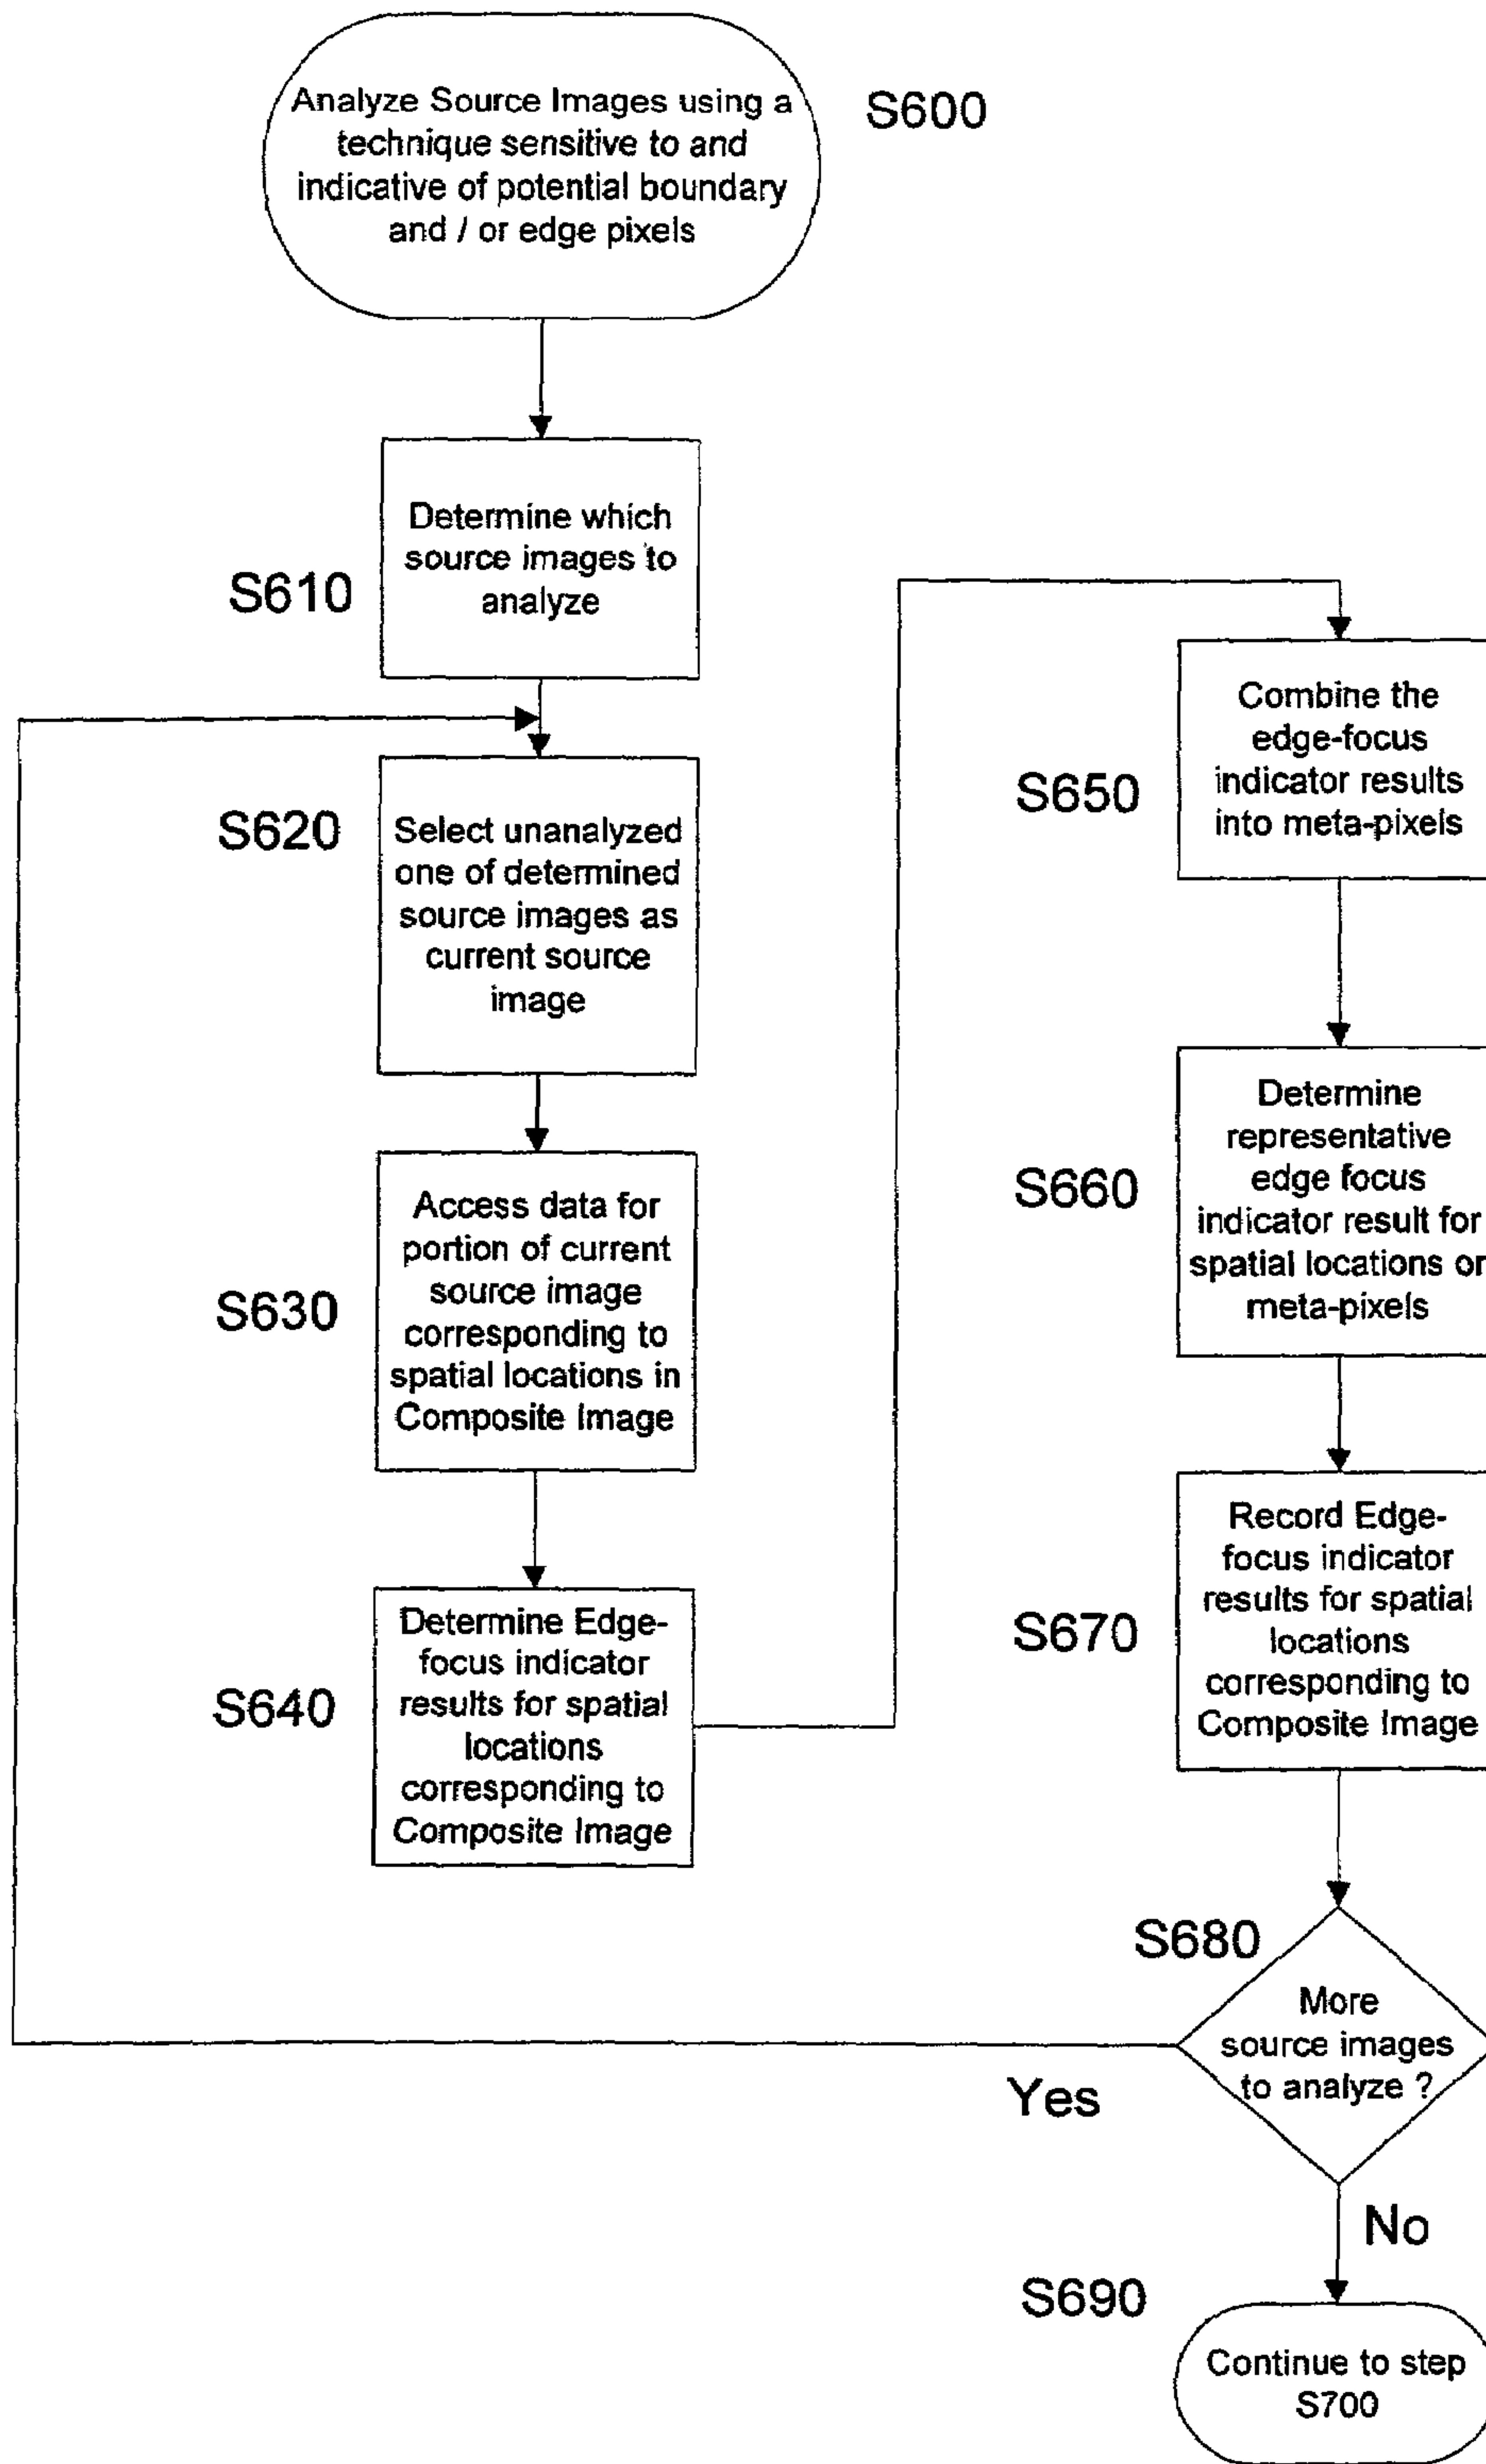 Analyze Source Images using a
technique sensitive to and
indicative of potential boundary
and / or edge pixels
S600
Determine which
source images to
analyze
S610
S620
Select unanalyzed
one of determined
source images as
current source
image
S630
Access data for
portion of current
source image
corresponding to
spatial locations in
Composite Image
S640
Determine Edge-
focus indicator
results for spatial
locations
corresponding to
Composite Image
S650
Combine the
edge-focus
indicator results
into meta-pixels
S660
Determine
representative
edge focus
indicator result for
spatial locations or
meta-pixels
S670
Record Edge-
focus indicator
results for spatial
locations
corresponding to
Composite Image
S680
More
source images
to analyze ?
Yes
No
S690
Continue to step
S700